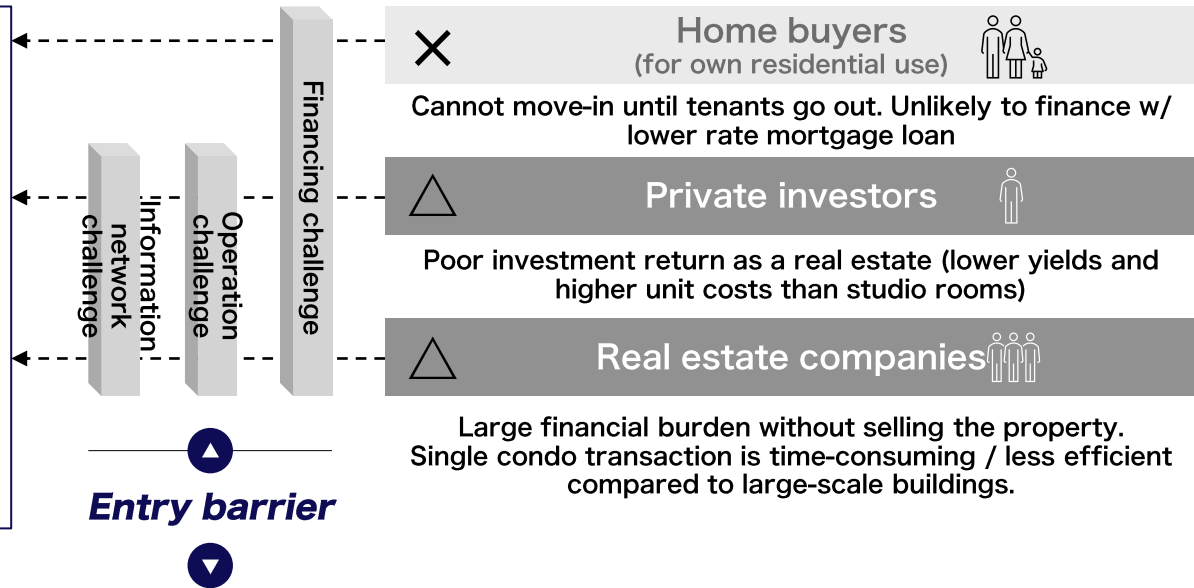 Home buyers
(for own residential use)
Cannot move-in until tenants go out. Unlikely to finance w/
lower rate mortgage loan
Private investors
Poor investment return as a real estate (lower yields and
higher unit costs than studio rooms)
Real estate companies
Large financial burden without selling the property.
Single condo transaction is time-consuming / less efficient
compared to large-scale buildings.
Financing challenge
Operation
challenge
Information
network
challenge
Entry barrier